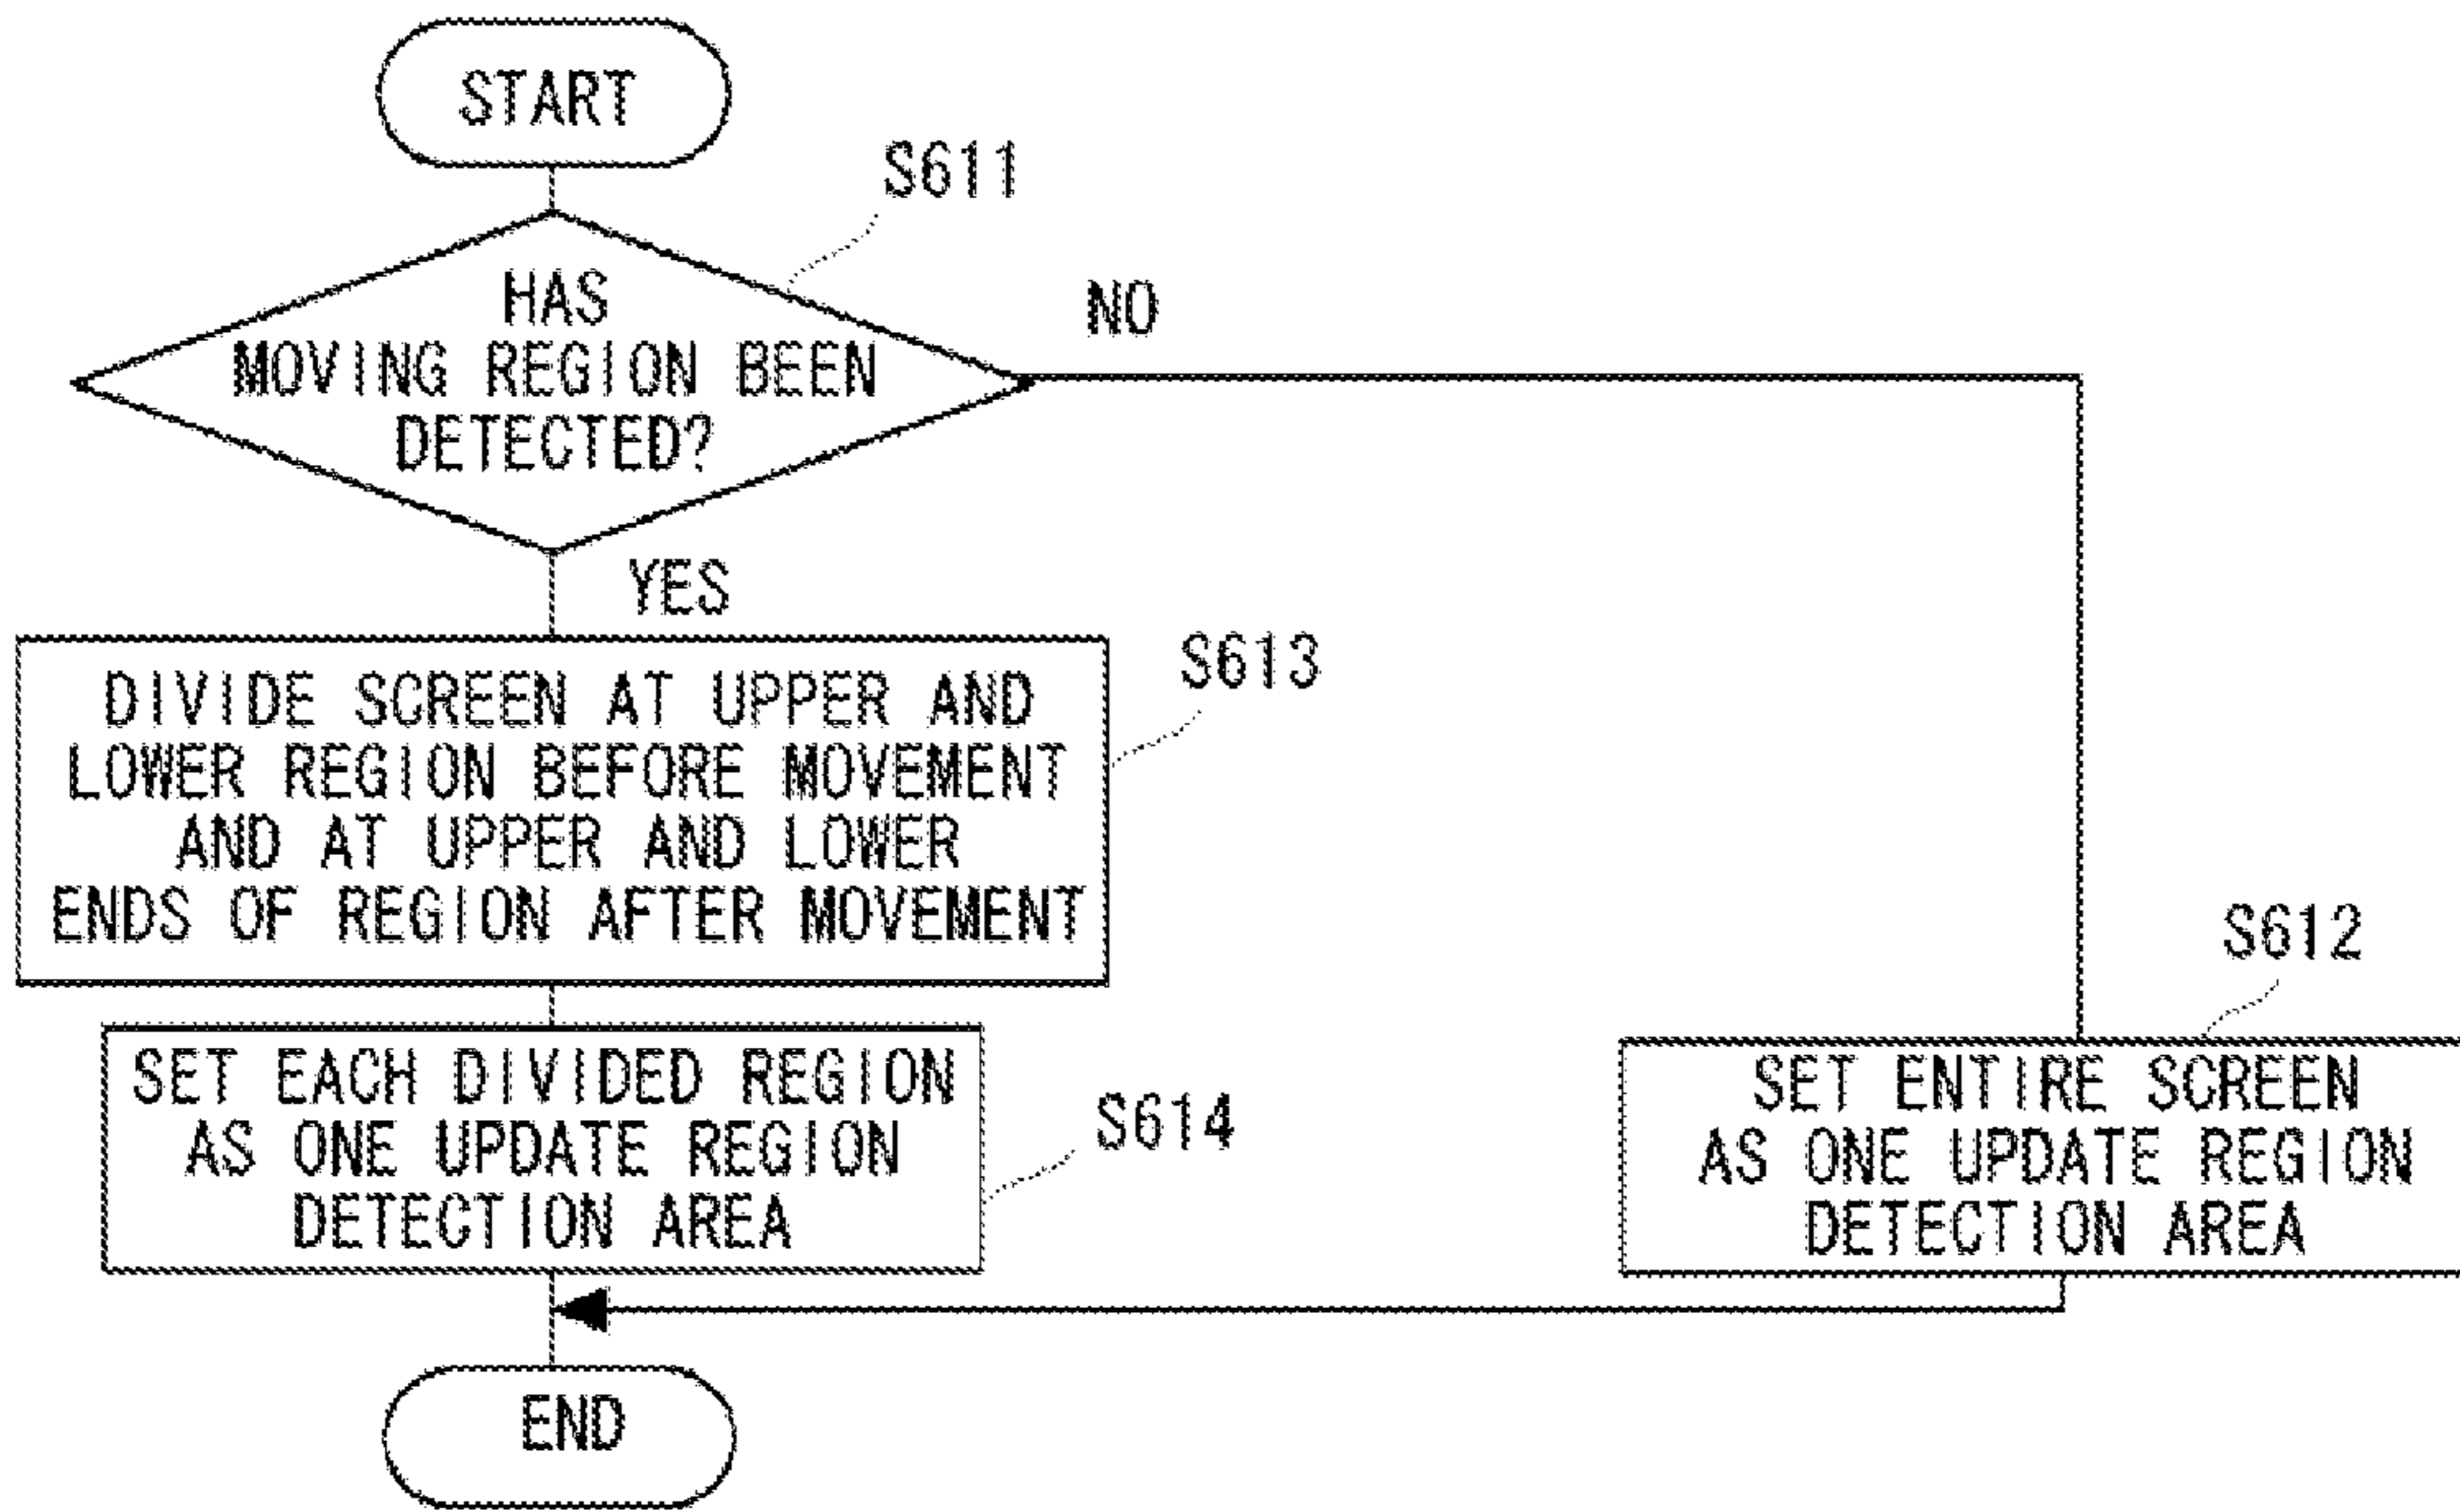 START
S611
HAS
MOVING REGION BEEN
DETECTED?
NO
YES
S613
DIVIDE SCREEN AT UPPER AND
LOWER REGION BEFORE MOVEMENT
AND AT UPPER AND LOWER
ENDS OF REGION AFTER MOVEMENT
S612
SET EACH DIVIDED REGION
AS ONE UPDATE REGION
DETECTION AREA
S614
SET ENTIRE SCREEN
AS ONE UPDATE REGION
DETECTION AREA
END